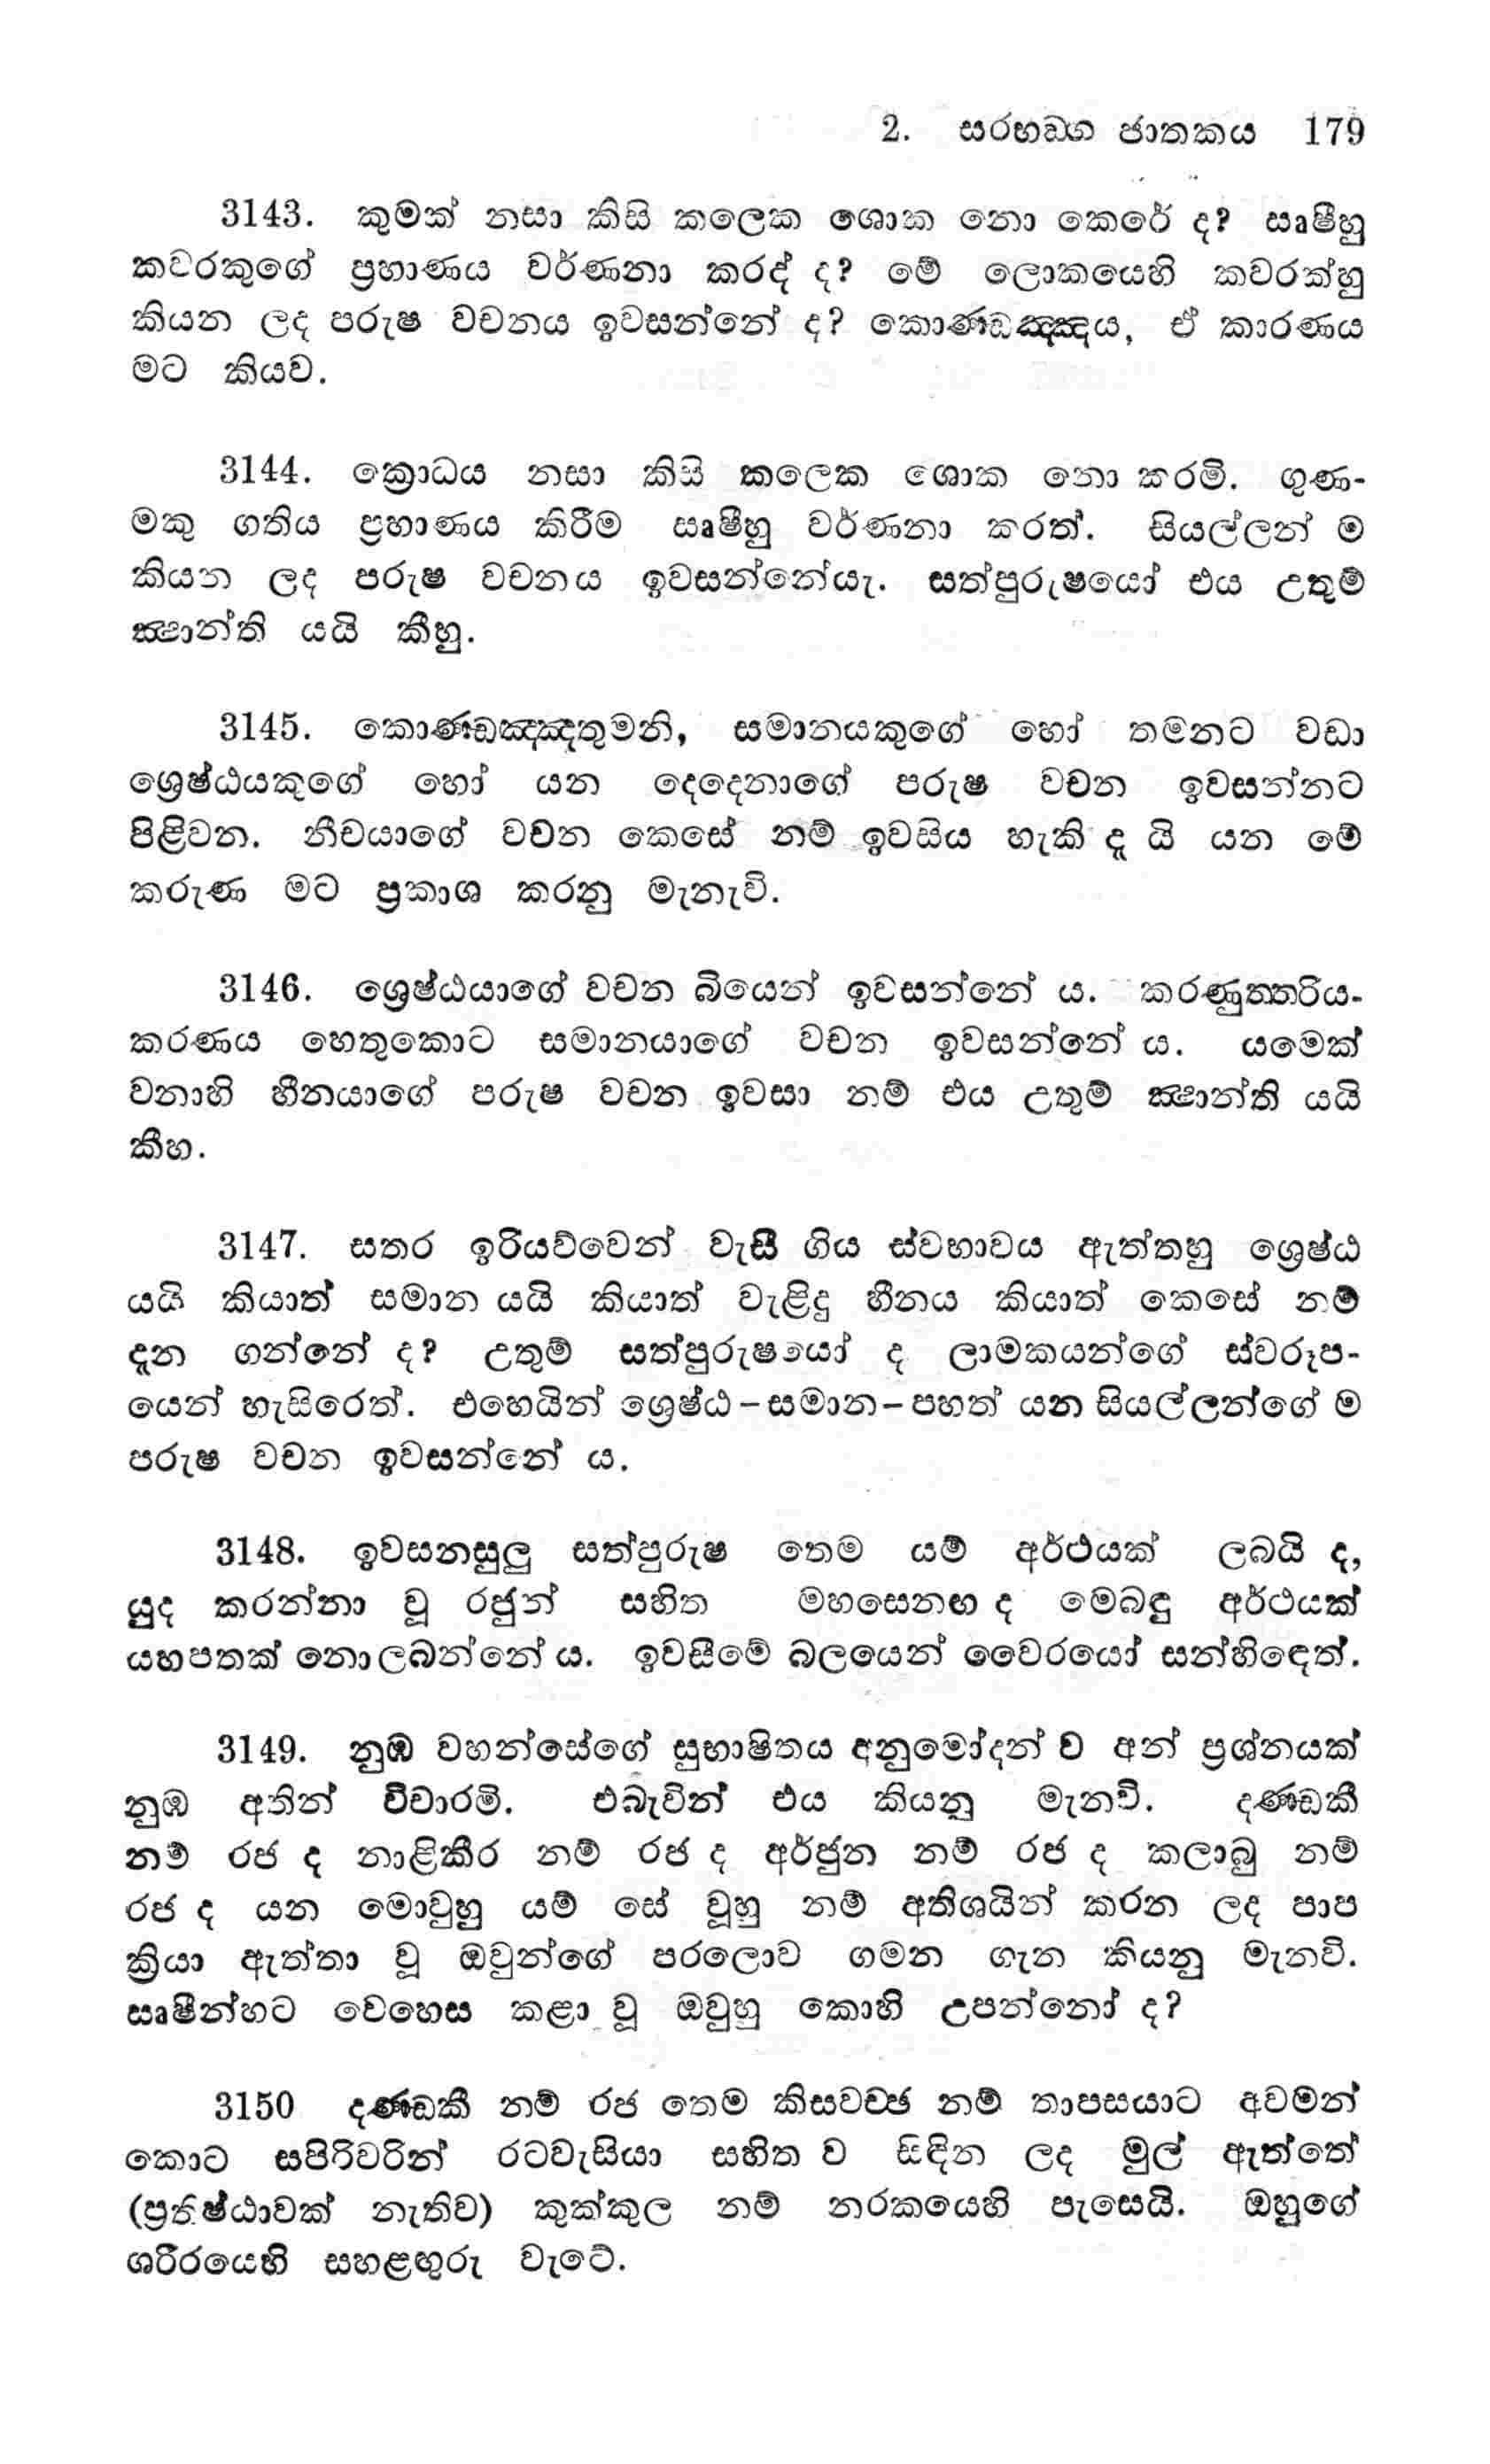 2. සරභඞ්ග ජාතකය 179
3143. කුමක් නසා කිසි කලෙක ශොක නො කෙරේ ද? සෘෂීහු
කවරකුගේ ප්‍රහාණය වර්ණනා කරද් ද? මේ ලොකයෙහි කවරක්හු
කියන ලද පරුෂ වචනය ඉවසන්නේ ද? කොණ්ඩඤ්ඤය, ඒ කාරණය
මට කියව.
3144. ක්‍රොධය නසා කිසි කලෙක ශොක නො කරමි. ගුණ-
මකු ගතිය ප්‍රහාණය කිරීම සෘෂීහු වර්ණනා කරත්. සියල්ලන් ම
කියන ලද පරුෂ වචනය ඉවසන්නේයැ. සත්පුරුෂයෝ එය උතුම්
ක්‍ෂාන්ති යයි කීහු.
3145. කොණ්ඩඤ්ඤතුමනි, සමානයකුගේ හෝ තමනට වඩා
ශ්‍රෙෂ්ඨයකුගේ හෝ යන දෙදෙනාගේ පරුෂ වචන ඉවසන්නට
පිළිවන. නීචයාගේ වචන කෙසේ නම් ඉවසිය හැකි දැ යි යන මේ
කරුණ මට ප්‍රකාශ කරනු මැනැවි.
3146. ශ්‍රෙෂ්ඨයාගේ වචන බියෙන් ඉවසන්නේ ය. කරණුත්තරිය-
කරණය හෙතුකොට සමානයාගේ වචන ඉවසන්නේ ය. යමෙක්
වනාහි හීනයාගේ පරුෂ වචන ඉවසා නම් එය උතුම් ක්‍ෂාන්ති යයි
කීහ.
3147. සතර ඉරියව්වෙන් වැසී ගිය ස්වභාවය ඇත්තහු ශ්‍රෙෂ්ඨ
යයි කියාත් සමාන යයි කියාත් වැළිදු හීනය කියාත් කෙසේ නම්
දැන ගන්නේ ද? උතුම් සත්පුරුෂයෝ ද ලාමකයන්ගේ ස්වරූප-
යෙන් හැසිරෙත්. එහෙයින් ශ්‍රෙෂ්ඨ – සමාන – පහත් යන සියල්ලන්ගේ ම
පරුෂ වචන ඉවසන්නේ ය.
3148. ඉවසනසුලු සත්පුරුෂ තෙම යම් අර්ථයක් ලබයි ද,
යුද කරන්නා වූ රජුන් සහිත මහසෙනඟ ද මෙබඳු අර්ථයක්
යහපතක් නොලබන්නේ ය. ඉවසීමේ බලයෙන් වෛරයෝ සන්හිඳෙත්.
3149. නුඹ වහන්සේගේ සුභාෂිතය අනුමෝදන් ව අන් ප්‍රශ්නයක්
නුඹ අතින් විචාරමි. එබැවින් එය කියනු මැනවි. දණ්ඩකී
නම් රජ ද නාළිකීර නම් රජ ද අර්ජුන නම් රජ ද කලාබු නම්
රජ ද යන මොවුහු යම් සේ වූහු නම් අතිශයින් කරන ලද පාප
ක්‍රියා ඇත්තා වූ ඔවුන්ගේ පරලොව ගමන ගැන කියනු මැනවි.
සෘෂීන්හට වෙහෙස කළා වූ ඔවුහු කොහි උපන්නෝ ද?
3150 දණ්ඩකී නම් රජ තෙම කිසවච්ඡ නම් තාපසයාට අවමන්
කොට සපිරිවරින් රටවැසියා සහිත ව සිඳින ලද මුල් ඇත්තේ
(ප්‍රතිෂ්ඨාවක් නැතිව) කුක්කුල නම් නරකයෙහි පැසෙයි. ඔහුගේ
ශරීරයෙහි සහළඟුරු වැටේ.